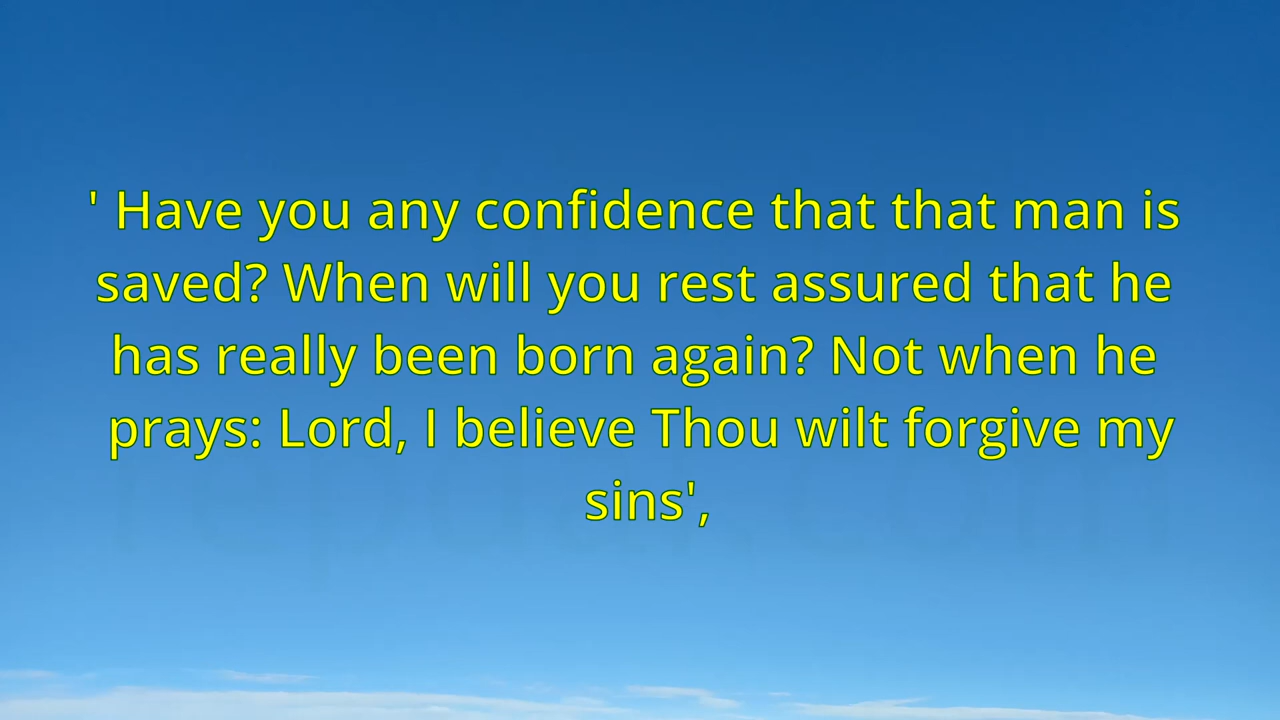 ' Have you any confidence that that man is
saved? When will you rest assured that he
has really been born again? Not when he
prays: Lord, I believe Thou wilt forgive my
sins',